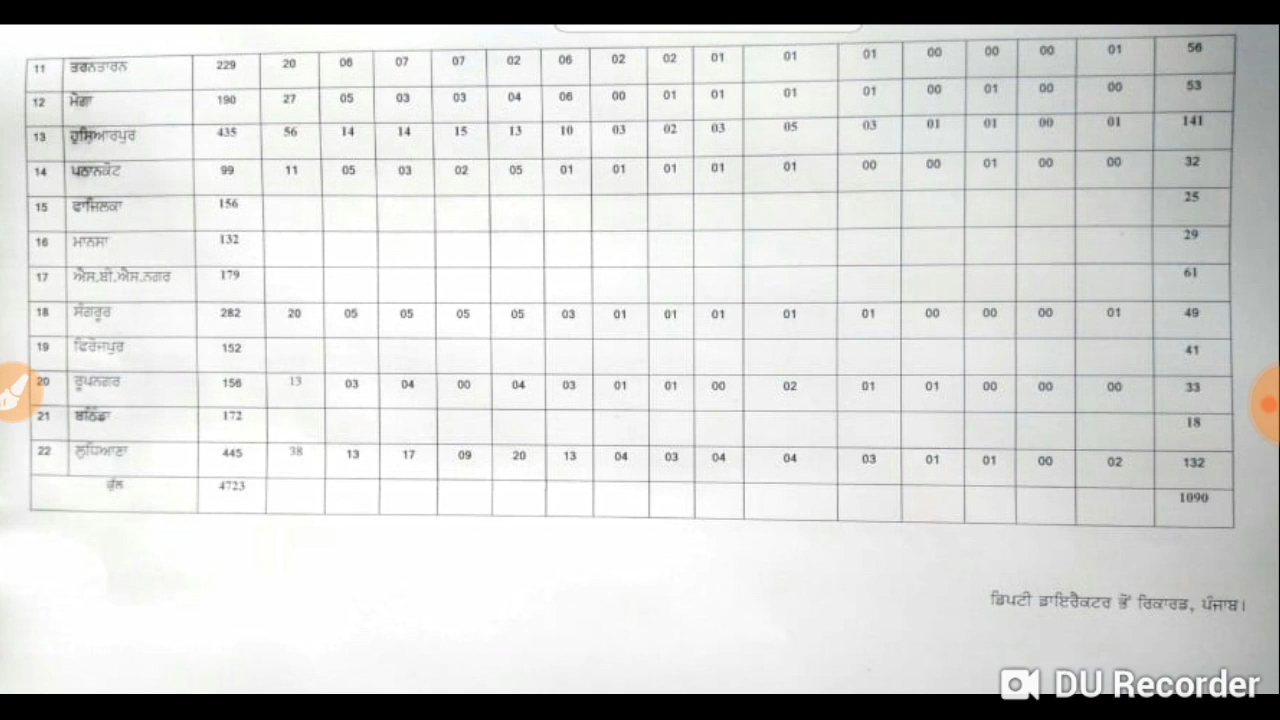 11 ਤਰਨਤਾਰਨ 229 20 06 07 07 02 06 02 02 01 01 01 00 00 00 01 56
12 ਮੋਗਾ 190 27 05 03 03 04 06 00 01 01 01 01 00 01 00 00 53
13 ਹੁਸ਼ਿਆਰਪੁਰ 435 56 14 14 15 13 10 03 02 03 05 03 01 01 00 01 141
14 ਪਠਾਨਕੋਟ 99 11 05 03 02 05 01 01 01 01 01 00 00 01 00 00 32
15 ਫਾਜਿਲਕਾ 156 25
16 ਮਾਨਸਾ 132 29
17 ਐਸ.ਬੀ.ਐਸ.ਨਗਰ 179 61
18 ਸੰਗਰੂਰ 282 20 05 05 05 05 03 01 01 01 01 01 00 00 00 01 49
19 ਫਿਰੋਜਪੁਰ 152 41
20 ਰੂਪਨਗਰ 156 13 03 04 00 04 03 01 01 00 02 01 01 00 00 00 33
21 ਬਠਿੰਡਾ 172 18
22 ਲੁਧਿਆਣਾ 445 38 13 17 09 20 13 04 03 04 04 03 01 01 00 02 132
ਕੁੱਲ 4723 1090
ਡਿਪਟੀ ਡਾਇਰੈਕਟਰ ਭੋਂ ਰਿਕਾਰਡ, ਪੰਜਾਬ।
DU Recorder